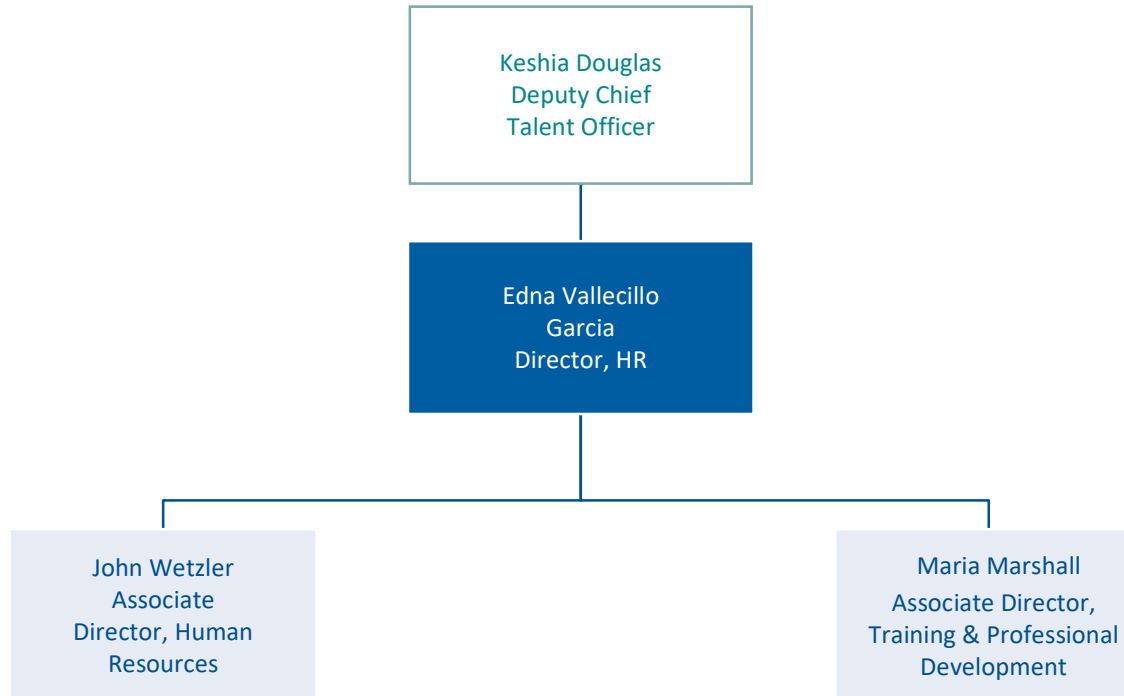 Keshia Douglas
Deputy Chief
Talent Officer
Edna Vallecillo
Garcia
Director, HR
John Wetzler
Associate
Director, Human
Resources
Maria Marshall
Associate Director,
Training & Professional
Development